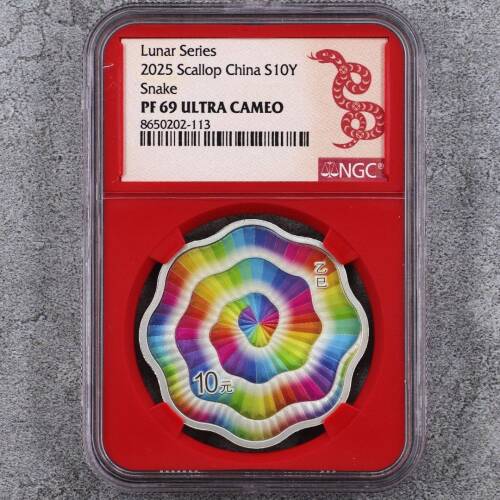 Lunar Series
2025 Scallop China S10Y
Snake
PF 69 ULTRA CAMEO
8650202-113
NGC®
乙巳
10元